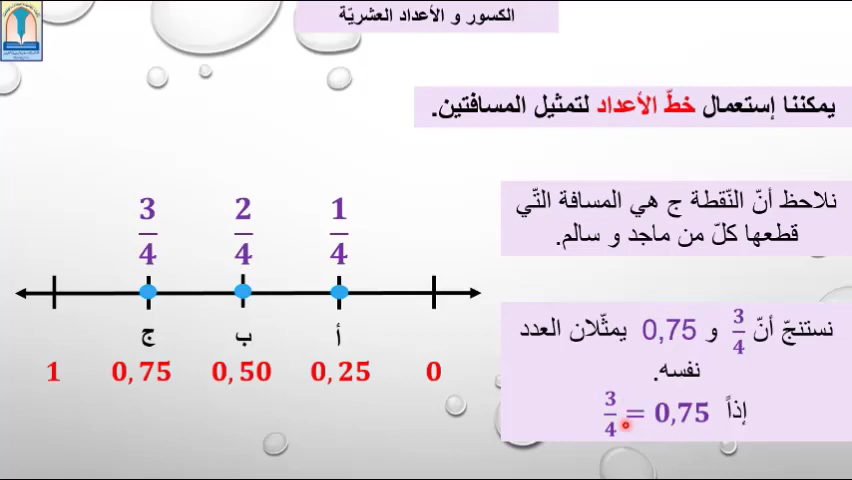 الكسور و الأعداد العشريّة
يمكننا إستعمال خطّ الأعداد لتمثيل المسافتين.
نلاحظ أنّ النّقطة ج هي المسافة التّي
قطعها كلّ من ماجد و سالم.
3/4 2/4 1/4
ج ب أ
1 0,75 0,50 0,25 0
نستنجّ أنّ 3/4 و 0,75 يمثّلان العدد
نفسه.
إذاً 3/4 = 0,75